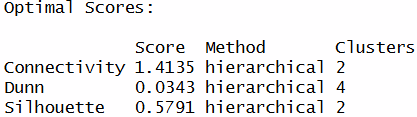 Optimal Scores:
Score Method Clusters
Connectivity 1.4135 hierarchical 2
Dunn 0.0343 hierarchical 4
Silhouette 0.5791 hierarchical 2